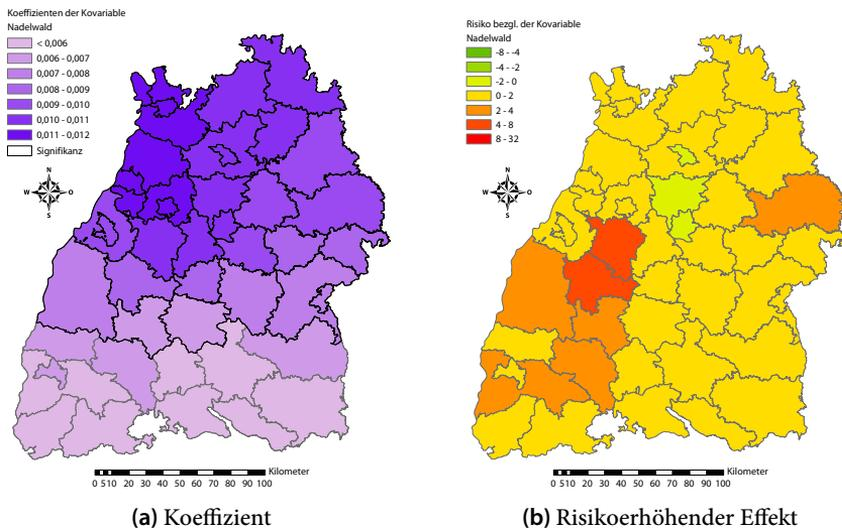 Koeffizienten der Kovariable
Nadelwald
< 0,006
0,006 - 0,007
0,007 - 0,008
0,008 - 0,009
0,009 - 0,010
0,010 - 0,011
0,011 - 0,012
Signifikanz
N
W O
S
0 5 10 20 30 40 50 60 70 80 90 100 Kilometer
(a) Koeffizient
Risiko bezgl. der Kovariable
Nadelwald
-8 - -4
-4 - -2
-2 - 0
0 - 2
2 - 4
4 - 8
8 - 32
N
W O
S
0 5 10 20 30 40 50 60 70 80 90 100 Kilometer
(b) Risikoerhöhender Effekt